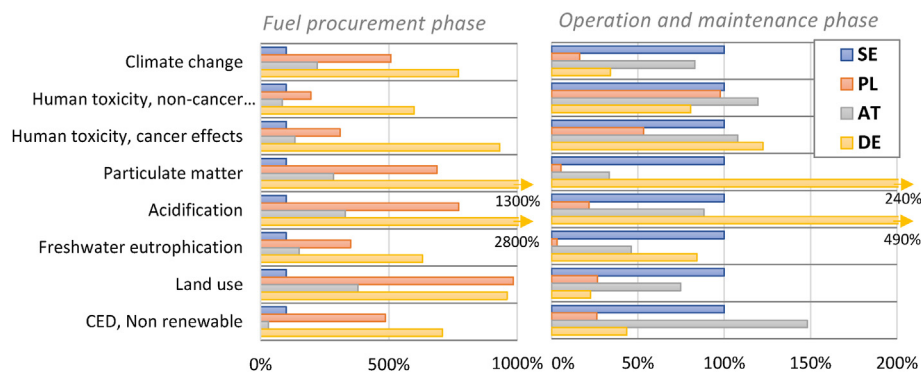 Fuel procurement phase
Operation and maintenance phase
Climate change
Human toxicity, non-cancer...
Human toxicity, cancer effects
Particulate matter
Acidification
Freshwater eutrophication
Land use
CED, Non renewable
SE
PL
AT
DE
1300%
2800%
240%
490%
0% 500% 1000%
0% 50% 100% 150% 200%